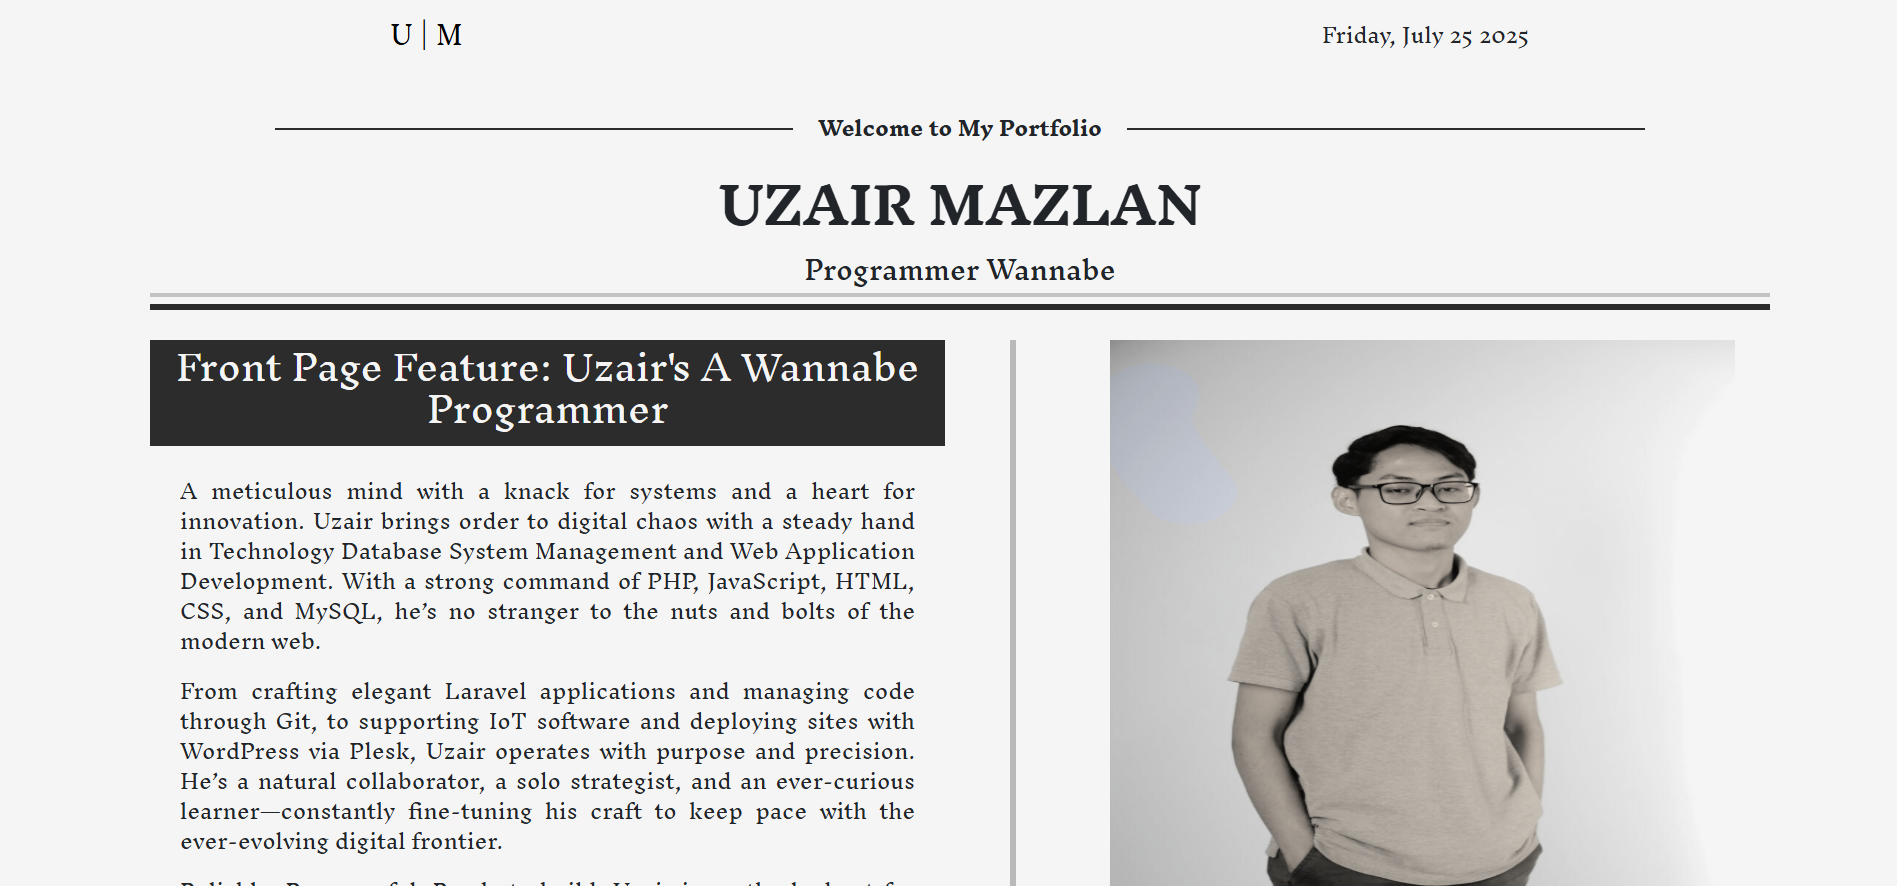 U | M
Friday, July 25 2025
Welcome to My Portfolio
UZAIR MAZLAN
Programmer Wannabe
Front Page Feature: Uzair's A Wannabe
Programmer
A meticulous mind with a knack for systems and a heart for
innovation. Uzair brings order to digital chaos with a steady hand
in Technology Database System Management and Web Application
Development. With a strong command of PHP, JavaScript, HTML,
CSS, and MySQL, he’s no stranger to the nuts and bolts of the
modern web.
From crafting elegant Laravel applications and managing code
through Git, to supporting IoT software and deploying sites with
WordPress via Plesk, Uzair operates with purpose and precision.
He’s a natural collaborator, a solo strategist, and an ever-curious
learner—constantly fine-tuning his craft to keep pace with the
ever-evolving digital frontier.